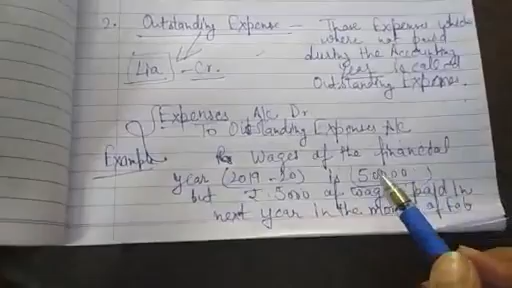 2. Outstanding Expense - Those Expenses which
where not paid
during the Accounting
year is called
Outstanding Expenses.
Lia - Cr.
Expenses A/c Dr.
To Outstanding Expenses A/c
Example Wages of the financial
year (2019-20) is (50000)
but ₹.5000 of wages paid in
next year in the month of Feb